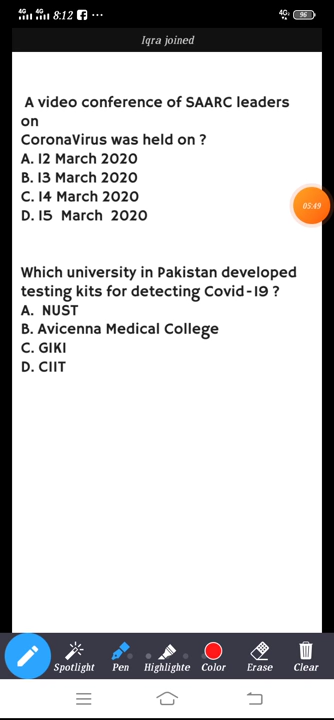 8:12
4G 96
Iqra joined
A video conference of SAARC leaders
on
CoronaVirus was held on ?
A. 12 March 2020
B. 13 March 2020
C. 14 March 2020
D. 15 March 2020
05:49
Which university in Pakistan developed
testing kits for detecting Covid-19 ?
A. NUST
B. Avicenna Medical College
C. GIKI
D. CIIT
Spotlight Pen Highlighte Color Erase Clear